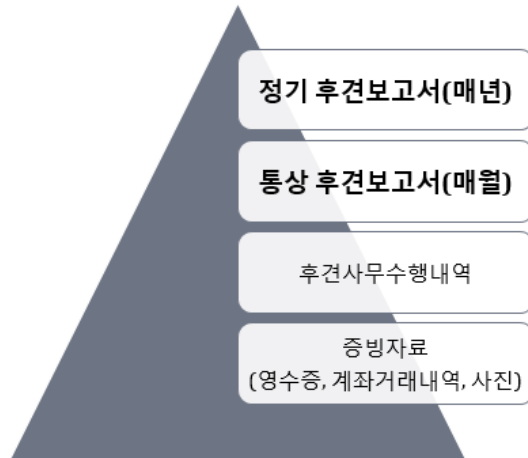 정기 후견보고서(매년)
통상 후견보고서(매월)
후견사무수행내역
증빙자료
(영수증, 계좌거래내역, 사진)